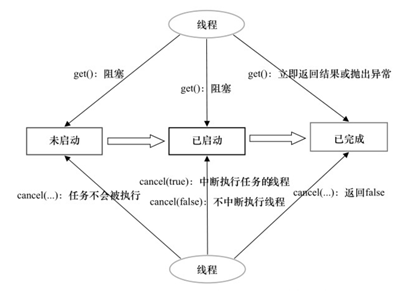 线程
get()：阻塞
get()：立即返回结果或抛出异常
get()：阻塞
未启动
已启动
已完成
cancel(true)：中断执行任务的线程
cancel(...)：任务不会被执行
cancel(false)：不中断执行线程
cancel(...)：返回false
线程